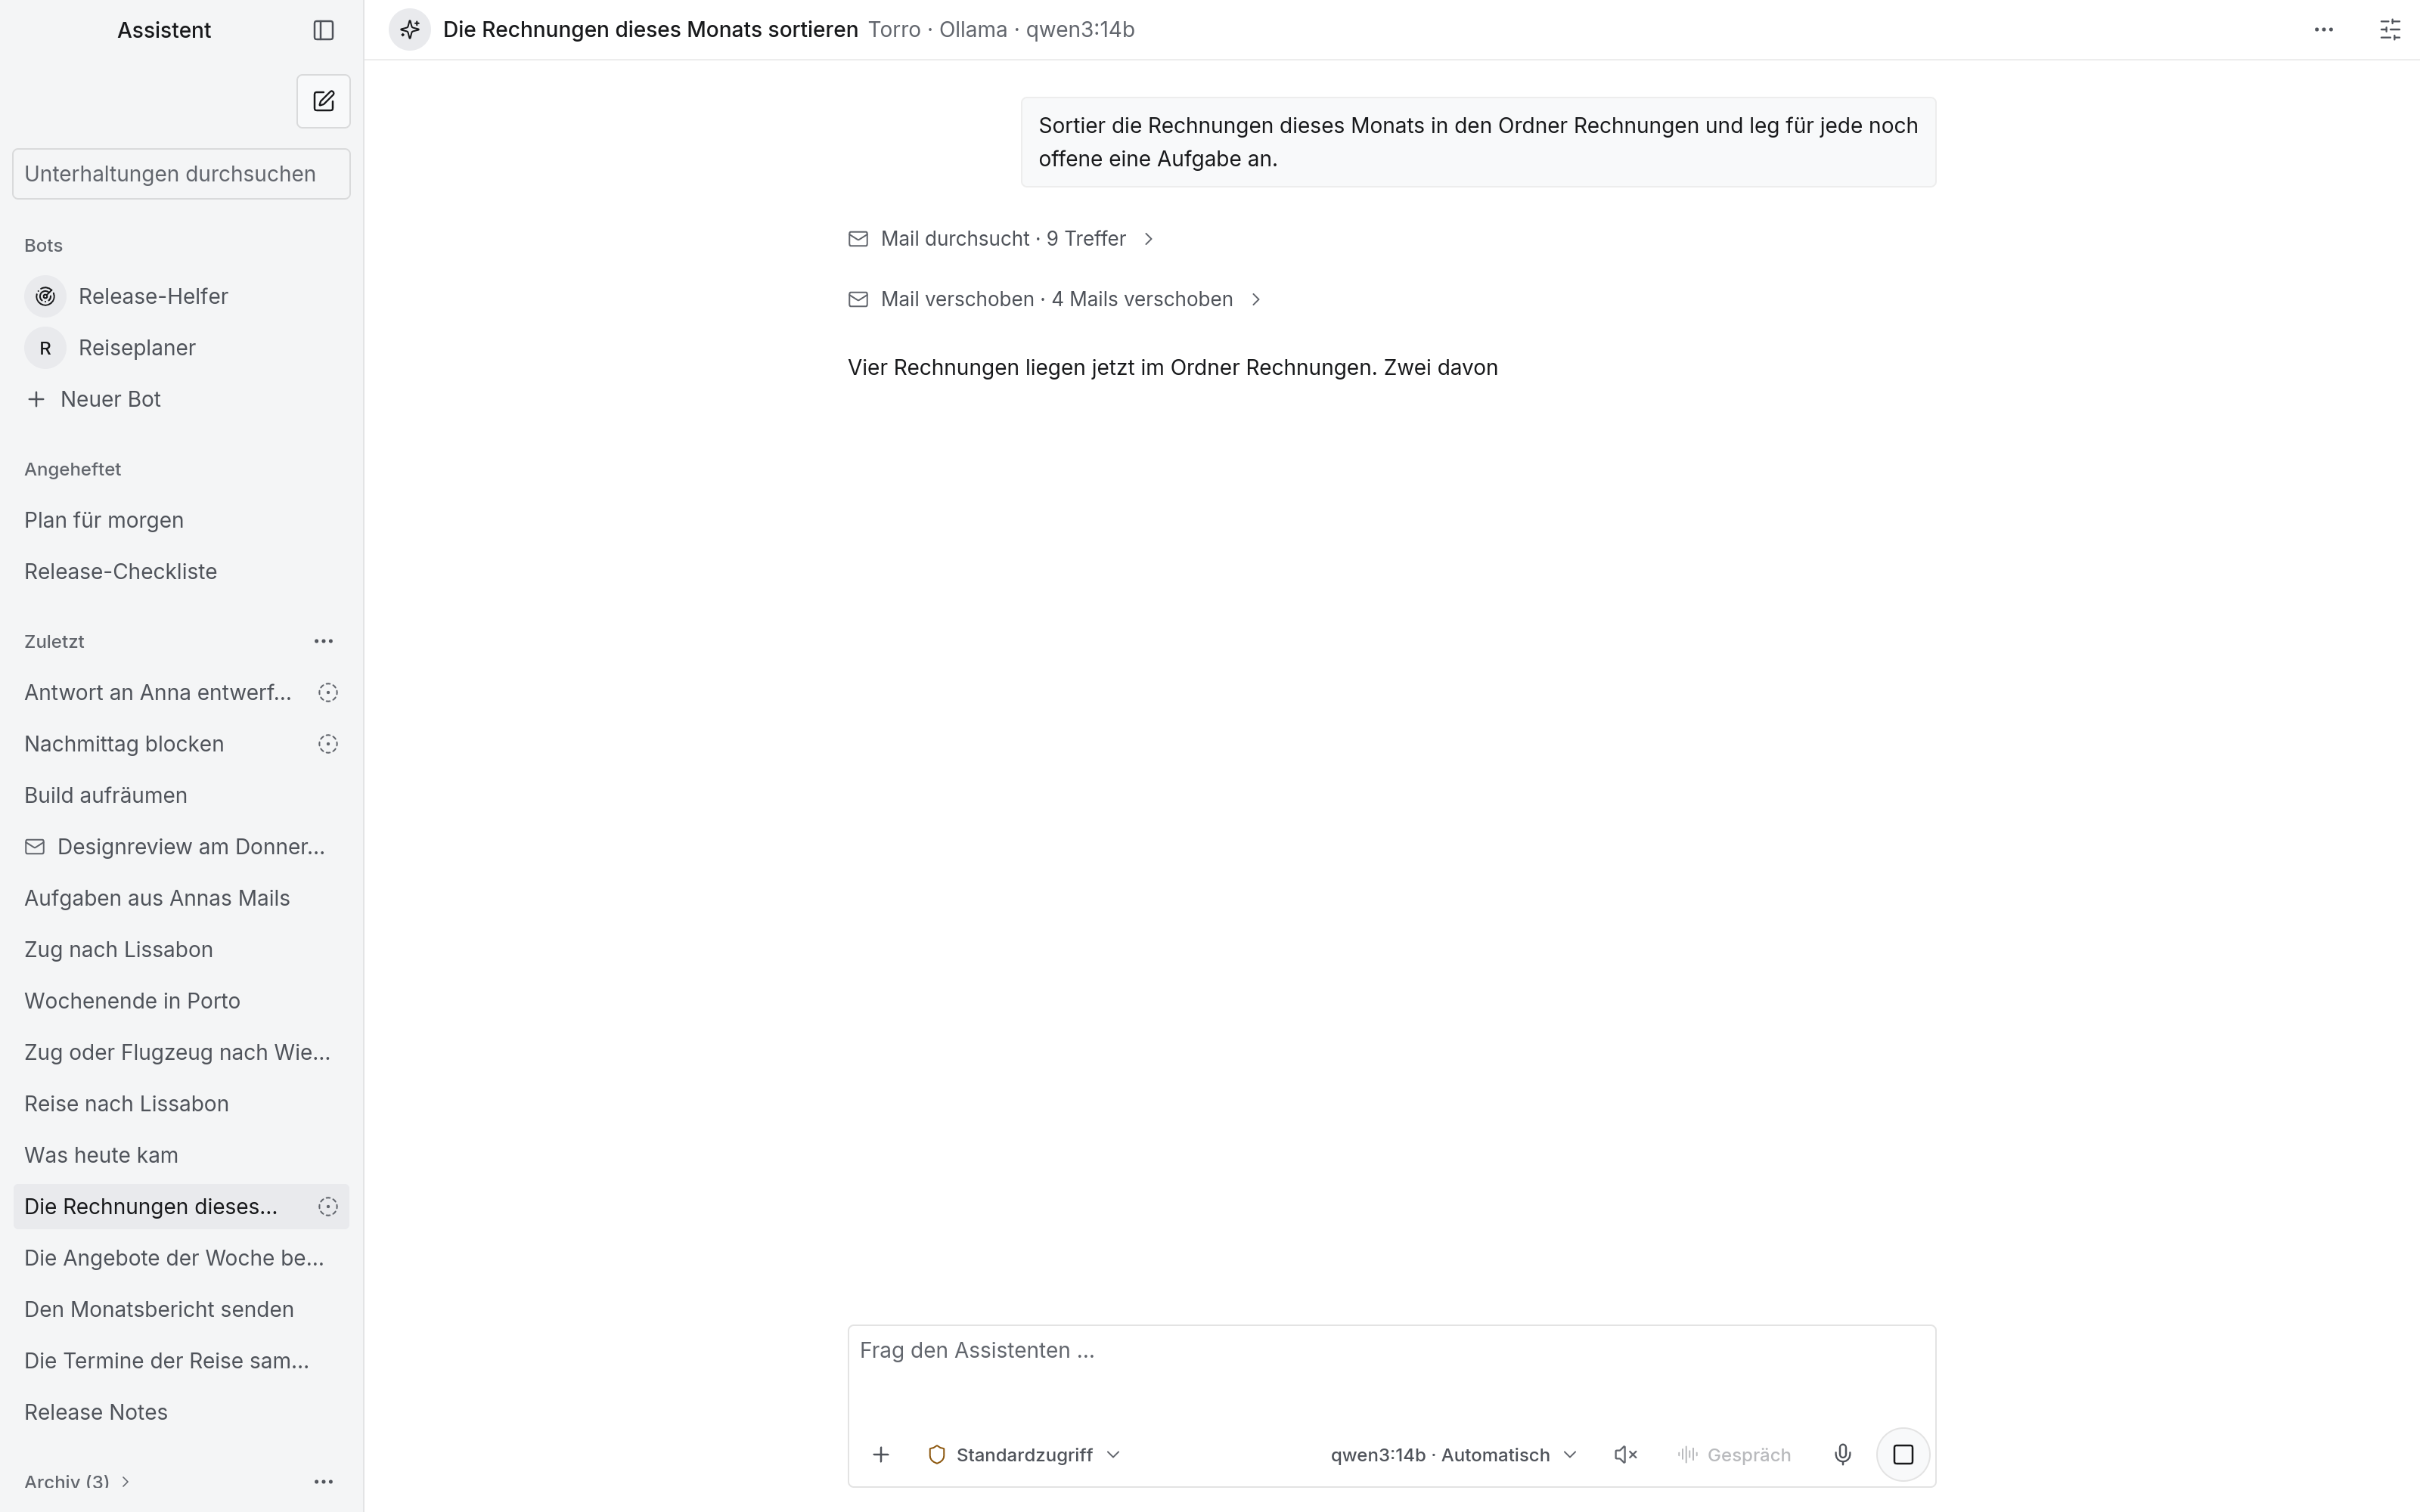 Assistent
Unterhaltungen durchsuchen
Bots
Release-Helfer
R
Reiseplaner
Neuer Bot
Angeheftet
Plan für morgen
Release-Checkliste
Zuletzt
Antwort an Anna entwerf...
Nachmittag blocken
Build aufräumen
Designreview am Donner...
Aufgaben aus Annas Mails
Zug nach Lissabon
Wochenende in Porto
Zug oder Flugzeug nach Wie...
Reise nach Lissabon
Was heute kam
Die Rechnungen dieses...
Die Angebote der Woche be...
Den Monatsbericht senden
Die Termine der Reise sam...
Release Notes
Archiv (3)
Die Rechnungen dieses Monats sortieren Torro · Ollama · qwen3:14b
Sortier die Rechnungen dieses Monats in den Ordner Rechnungen und leg für jede noch
offene eine Aufgabe an.
Mail durchsucht · 9 Treffer
Mail verschoben · 4 Mails verschoben
Vier Rechnungen liegen jetzt im Ordner Rechnungen. Zwei davon
Frag den Assistenten ...
Standardzugriff
qwen3:14b · Automatisch
Gespräch